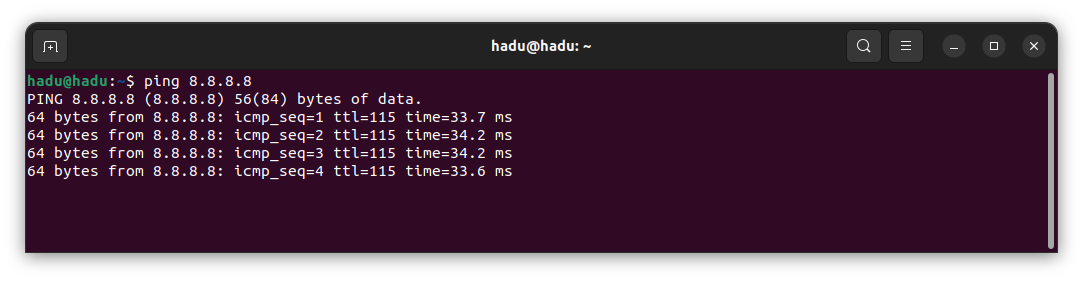 hadu@hadu: ~
hadu@hadu:~$ ping 8.8.8.8
PING 8.8.8.8 (8.8.8.8) 56(84) bytes of data.
64 bytes from 8.8.8.8: icmp_seq=1 ttl=115 time=33.7 ms
64 bytes from 8.8.8.8: icmp_seq=2 ttl=115 time=34.2 ms
64 bytes from 8.8.8.8: icmp_seq=3 ttl=115 time=34.2 ms
64 bytes from 8.8.8.8: icmp_seq=4 ttl=115 time=33.6 ms